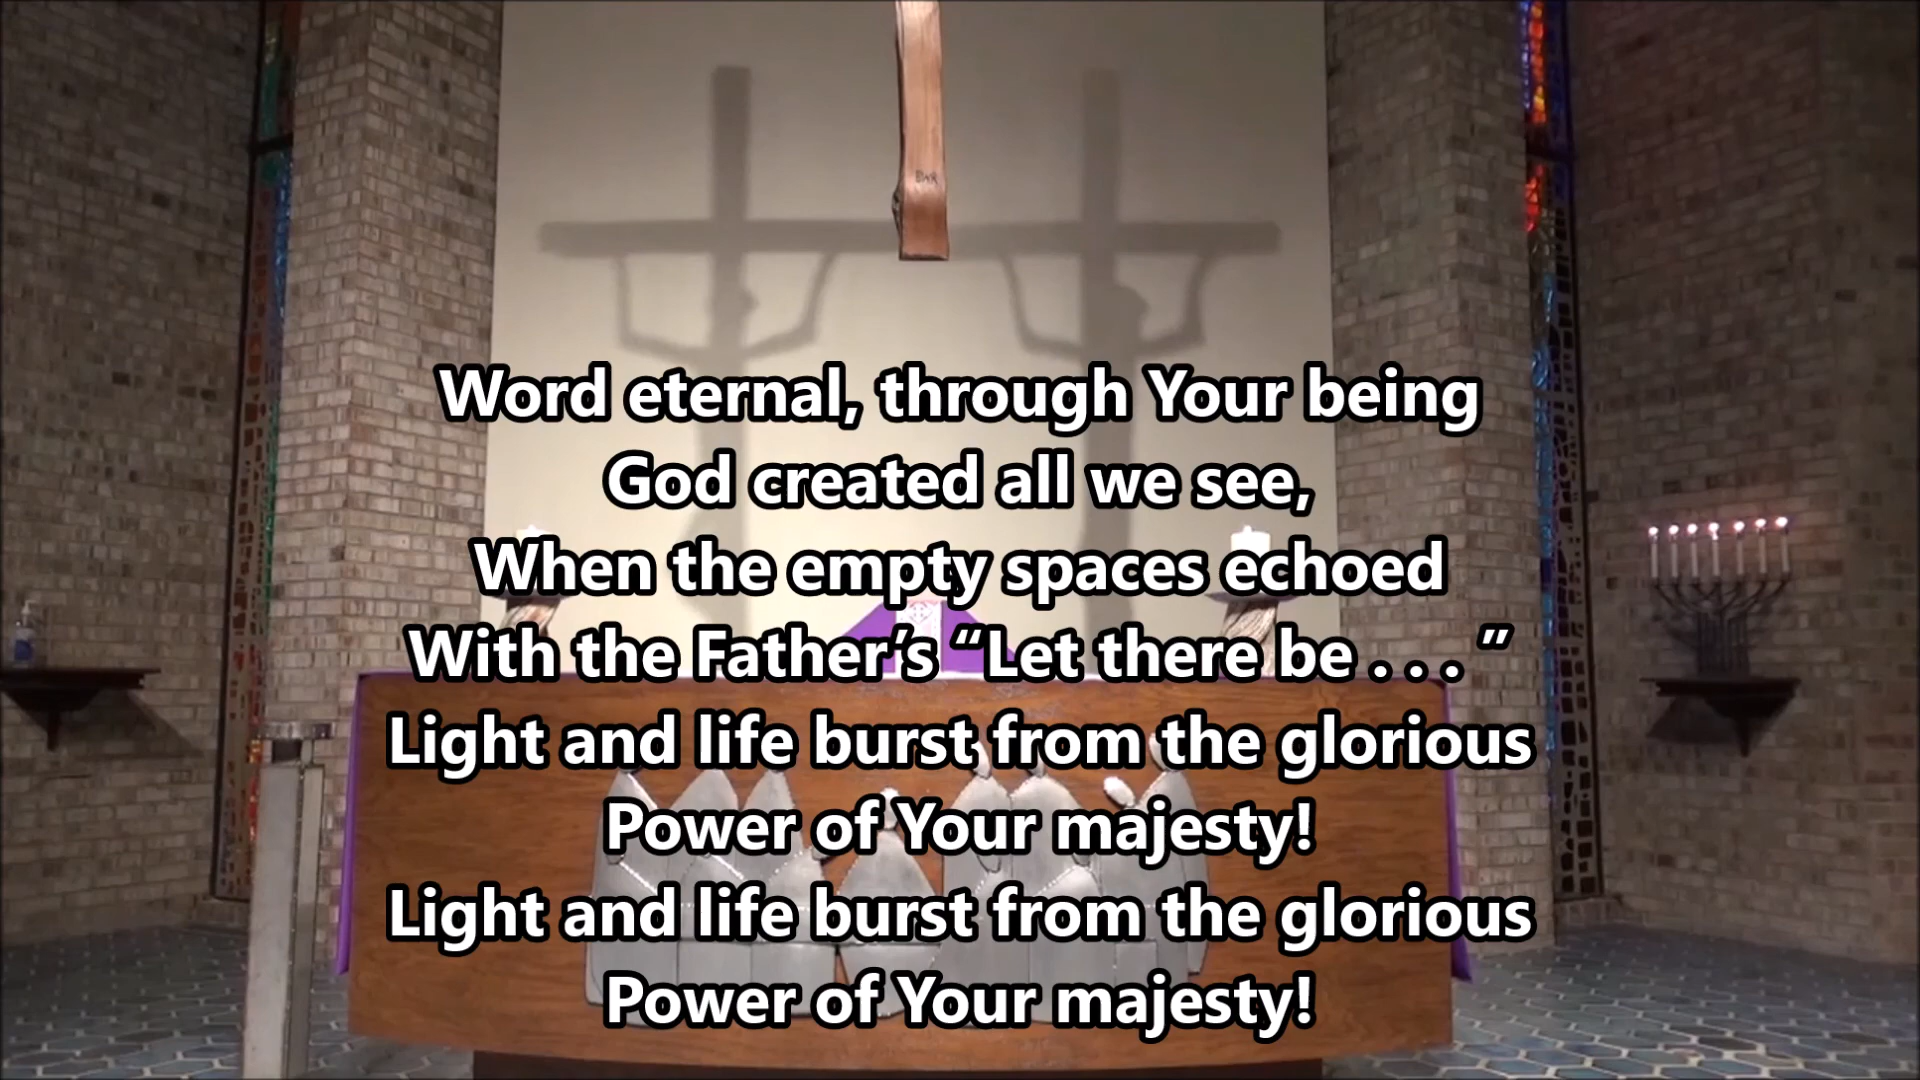 Word eternal, through Your being
God created all we see,
When the empty spaces echoed
With the Father’s “Let there be . . . ”
Light and life burst from the glorious
Power of Your majesty!
Light and life burst from the glorious
Power of Your majesty!